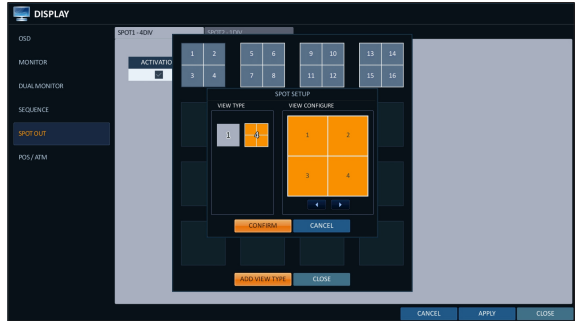 DISPLAY
SPOT1 - 4DIV SPOT2 - 1DIV
OSD
MONITOR
DUAL MONITOR
SEQUENCE
SPOT OUT
POS / ATM
ACTIVATIO
1 2 5 6 9 10 13 14
3 4 7 8 11 12 15 16
SPOT SETUP
VIEW TYPE VIEW CONFIGURE
1 4 1 2
3 4
CONFIRM CANCEL
ADD VIEW TYPE CLOSE
CANCEL APPLY CLOSE